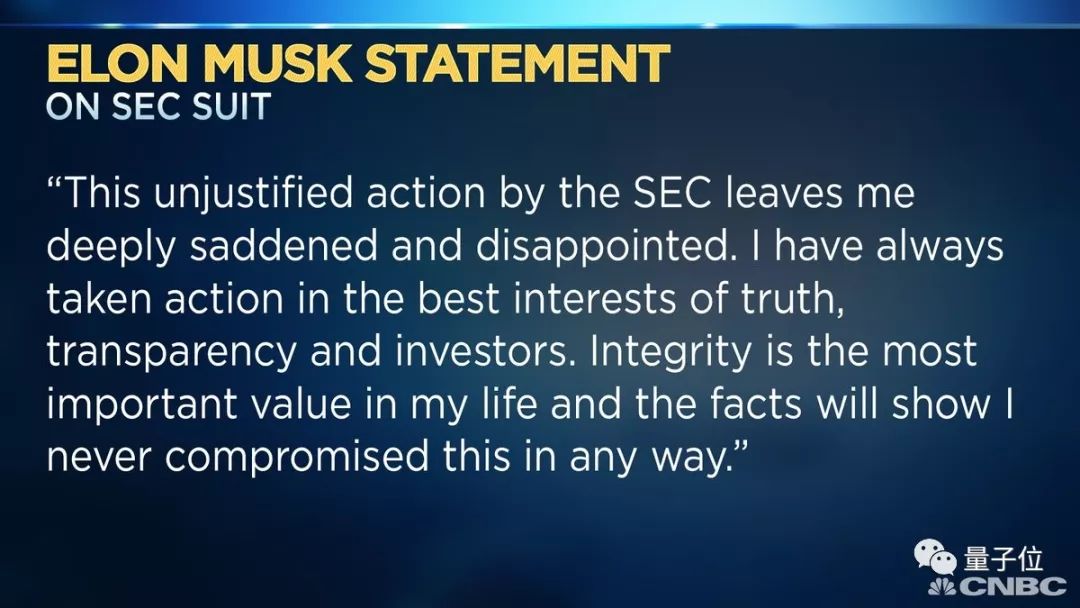 ELON MUSK STATEMENT
ON SEC SUIT
“This unjustified action by the SEC leaves me
deeply saddened and disappointed. I have always
taken action in the best interests of truth,
transparency and investors. Integrity is the most
important value in my life and the facts will show I
never compromised this in any way.”
量子位
CNBC